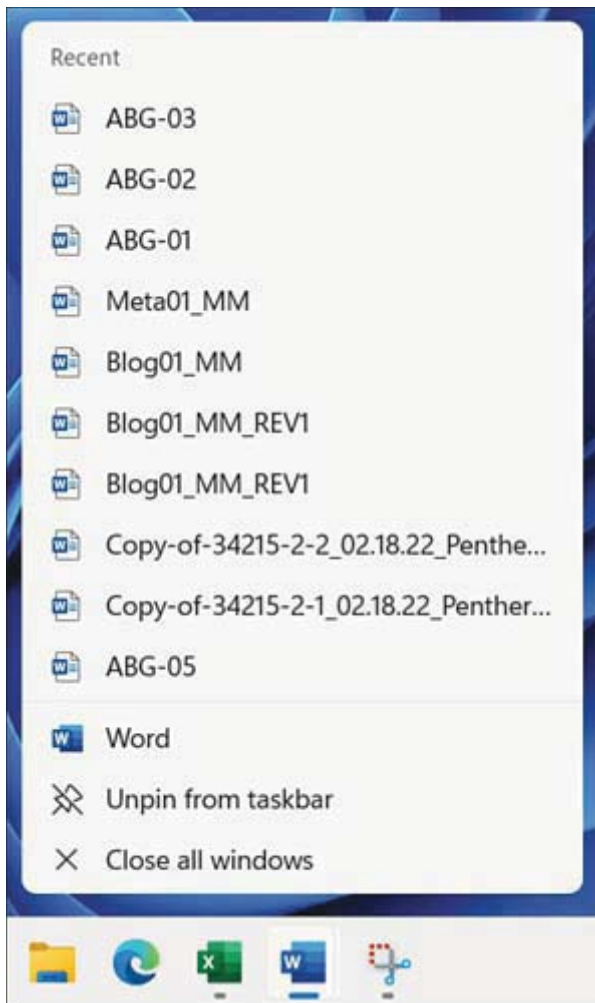 Recent
ABG-03
ABG-02
ABG-01
Meta01_MM
Blog01_MM
Blog01_MM_REV1
Blog01_MM_REV1
Copy-of-34215-2-2_02.18.22_Penthe...
Copy-of-34215-2-1_02.18.22_Penther...
ABG-05
Word
Unpin from taskbar
Close all windows